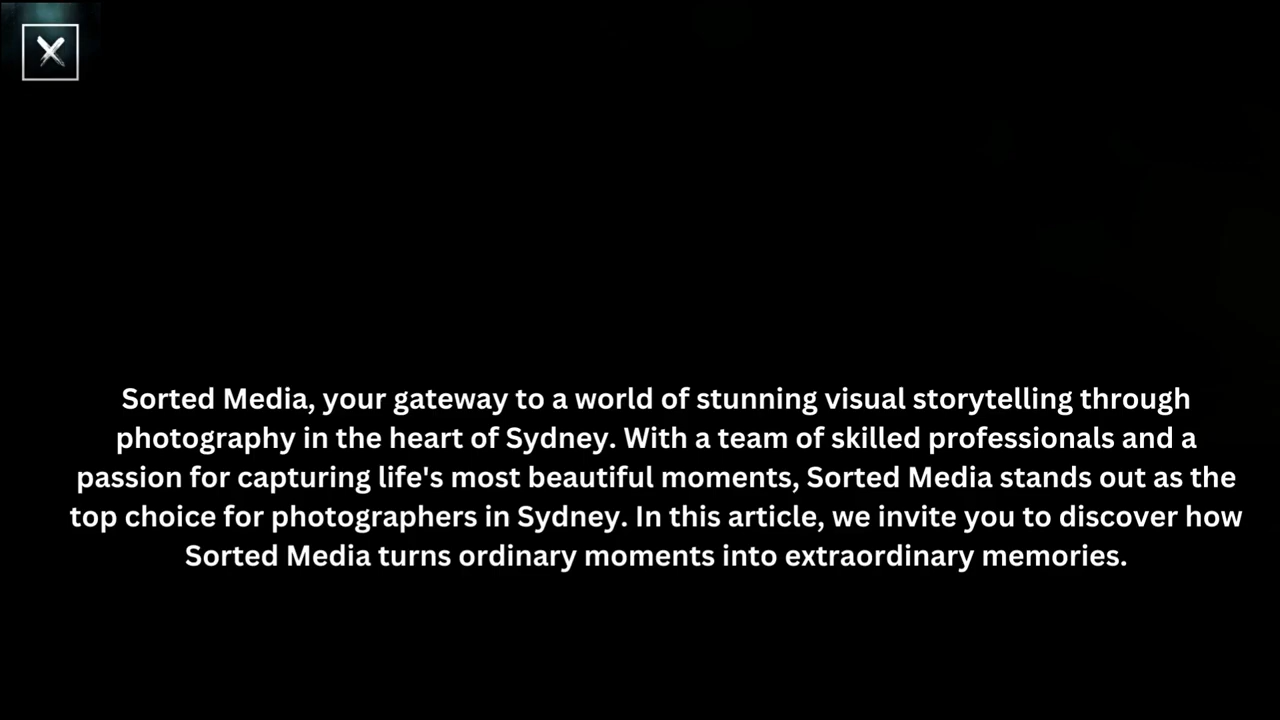 Sorted Media, your gateway to a world of stunning visual storytelling through
photography in the heart of Sydney. With a team of skilled professionals and a
passion for capturing life's most beautiful moments, Sorted Media stands out as the
top choice for photographers in Sydney. In this article, we invite you to discover how
Sorted Media turns ordinary moments into extraordinary memories.